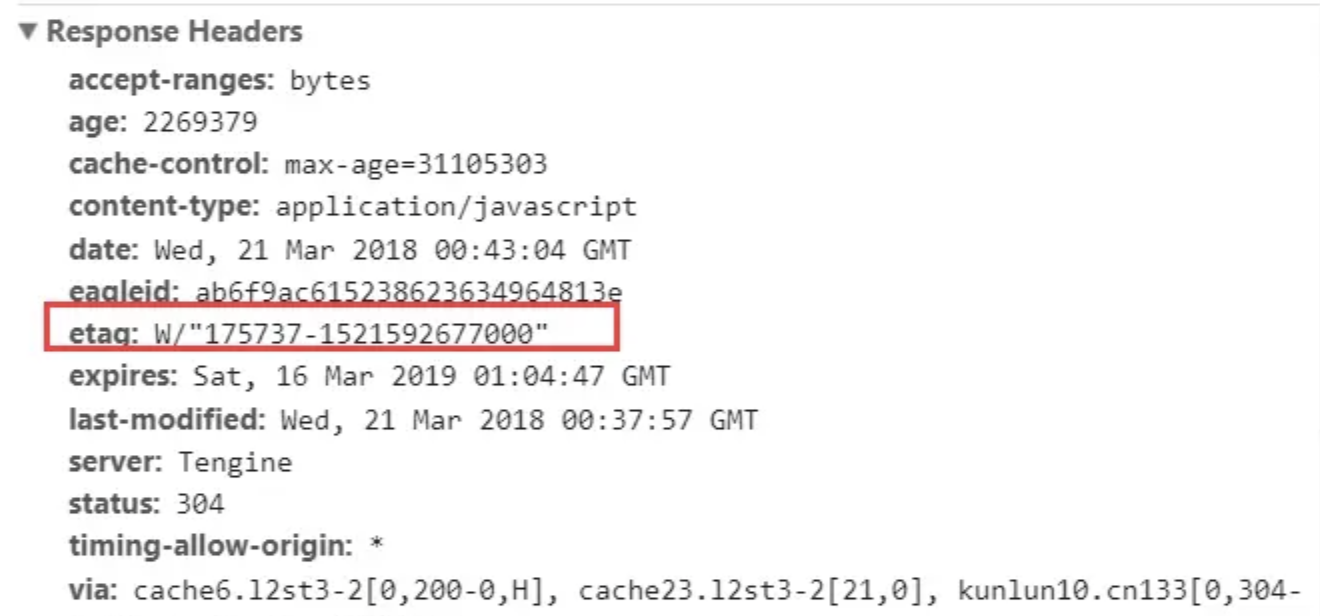 ▼ Response Headers
accept-ranges: bytes
age: 2269379
cache-control: max-age=31105303
content-type: application/javascript
date: Wed, 21 Mar 2018 00:43:04 GMT
eagleid: ab6f9ac615238623634964813e
etag: W/"175737-1521592677000"
expires: Sat, 16 Mar 2019 01:04:47 GMT
last-modified: Wed, 21 Mar 2018 00:37:57 GMT
server: Tengine
status: 304
timing-allow-origin: *
via: cache6.l2st3-2[0,200-0,H], cache23.l2st3-2[21,0], kunlun10.cn133[0,304-